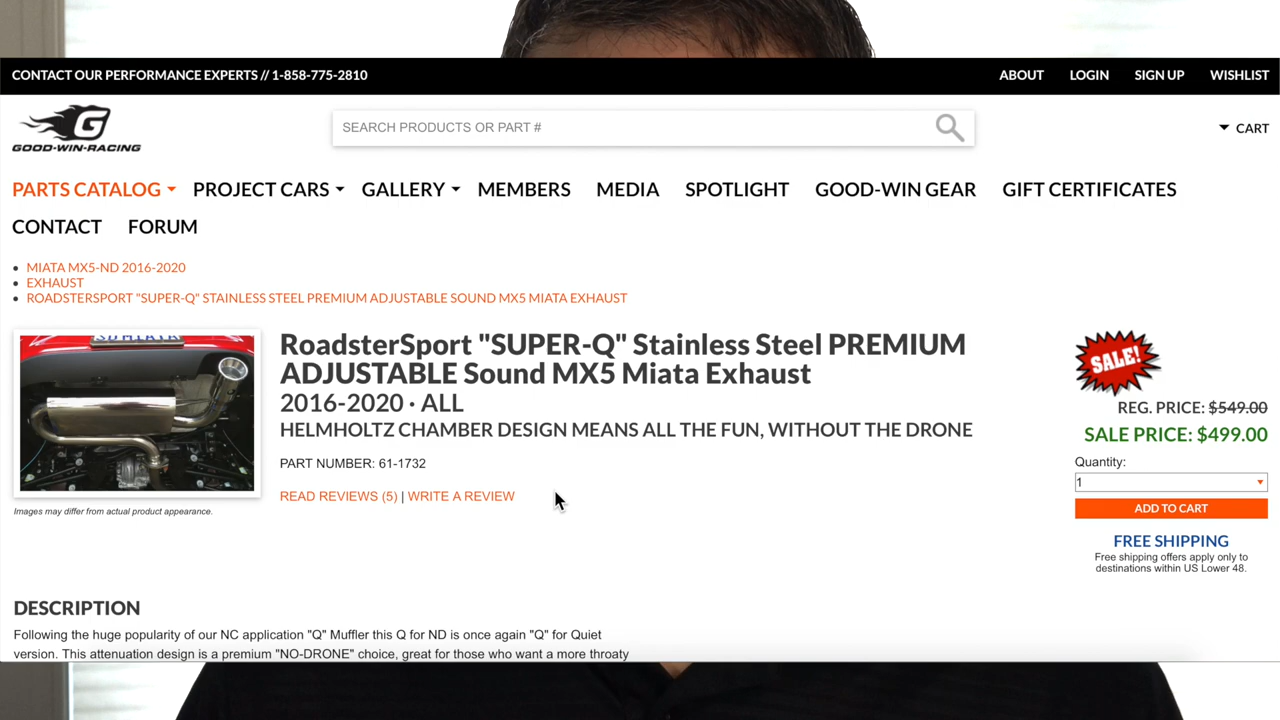 CONTACT OUR PERFORMANCE EXPERTS // 1-858-775-2810
ABOUT LOGIN SIGN UP WISHLIST
G
GOOD-WIN-RACING
SEARCH PRODUCTS OR PART #
CART
PARTS CATALOG PROJECT CARS GALLERY MEMBERS MEDIA SPOTLIGHT GOOD-WIN GEAR GIFT CERTIFICATES
CONTACT FORUM
MIATA MX5-ND 2016-2020
EXHAUST
ROADSTERSPORT "SUPER-Q" STAINLESS STEEL PREMIUM ADJUSTABLE SOUND MX5 MIATA EXHAUST
RoadsterSport "SUPER-Q" Stainless Steel PREMIUM
ADJUSTABLE Sound MX5 Miata Exhaust
2016-2020 · ALL
HELMHOLTZ CHAMBER DESIGN MEANS ALL THE FUN, WITHOUT THE DRONE
PART NUMBER: 61-1732
READ REVIEWS (5) | WRITE A REVIEW
Images may differ from actual product appearance.
SALE!
REG. PRICE: $549.00
SALE PRICE: $499.00
Quantity:
1
ADD TO CART
FREE SHIPPING
Free shipping offers apply only to
destinations within US Lower 48.
DESCRIPTION
Following the huge popularity of our NC application "Q" Muffler this Q for ND is once again "Q" for Quiet
version. This attenuation design is a premium "NO-DRONE" choice, great for those who want a more throaty